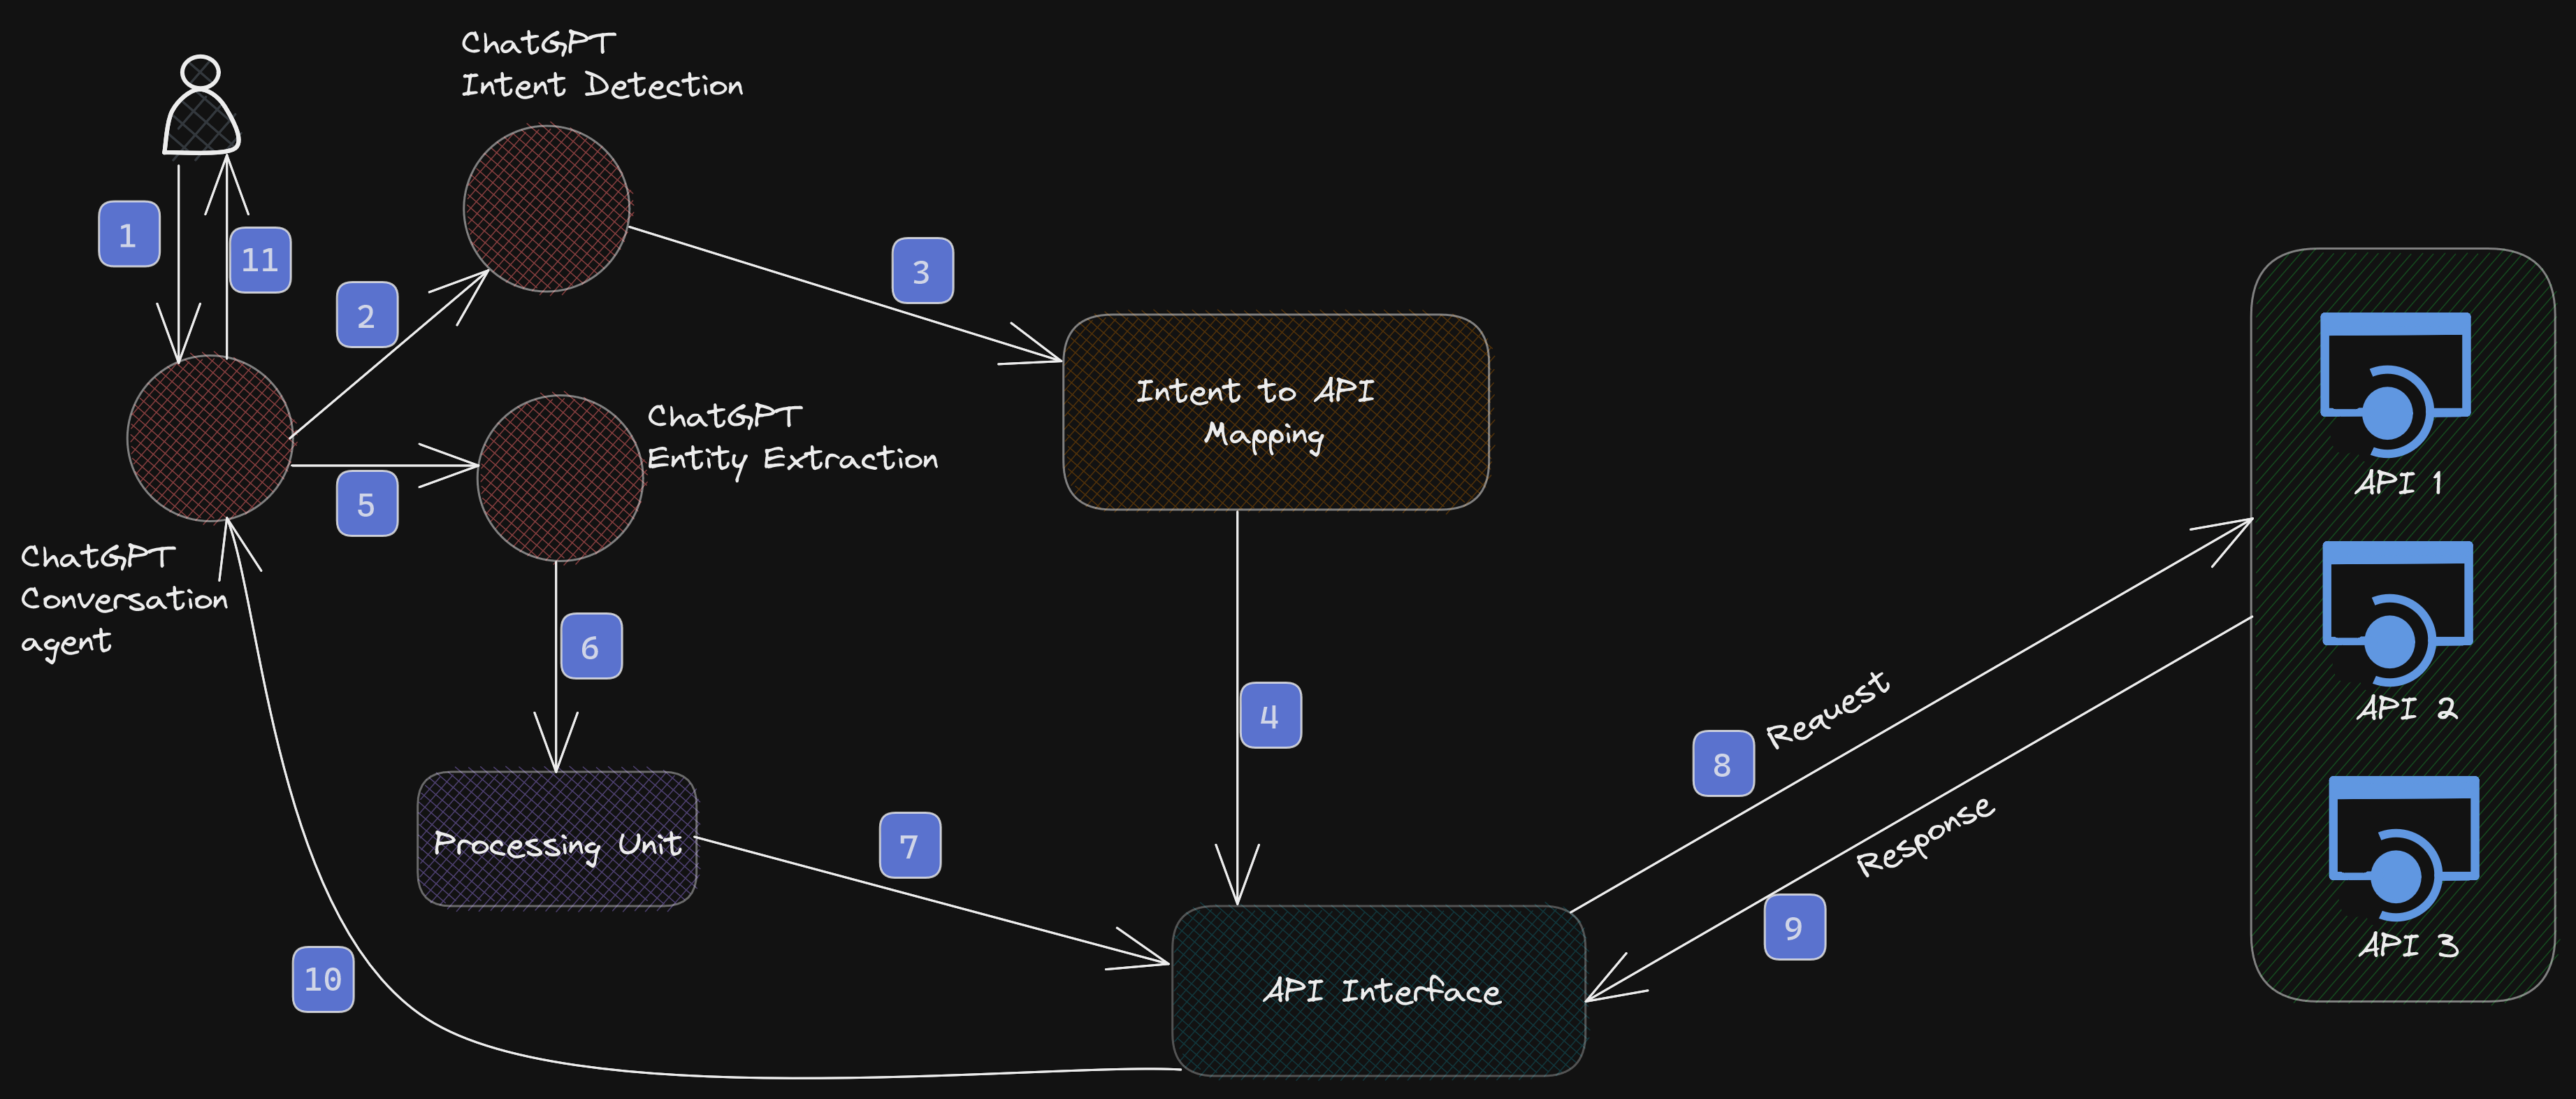 ChatGPT
Intent Detection
1
11
2
3
ChatGPT
Entity Extraction
Intent to API
Mapping
5
API 1
ChatGPT
Conversation
agent
6
4
Request
8
API 2
Processing Unit
7
Response
9
10
API Interface
API 3